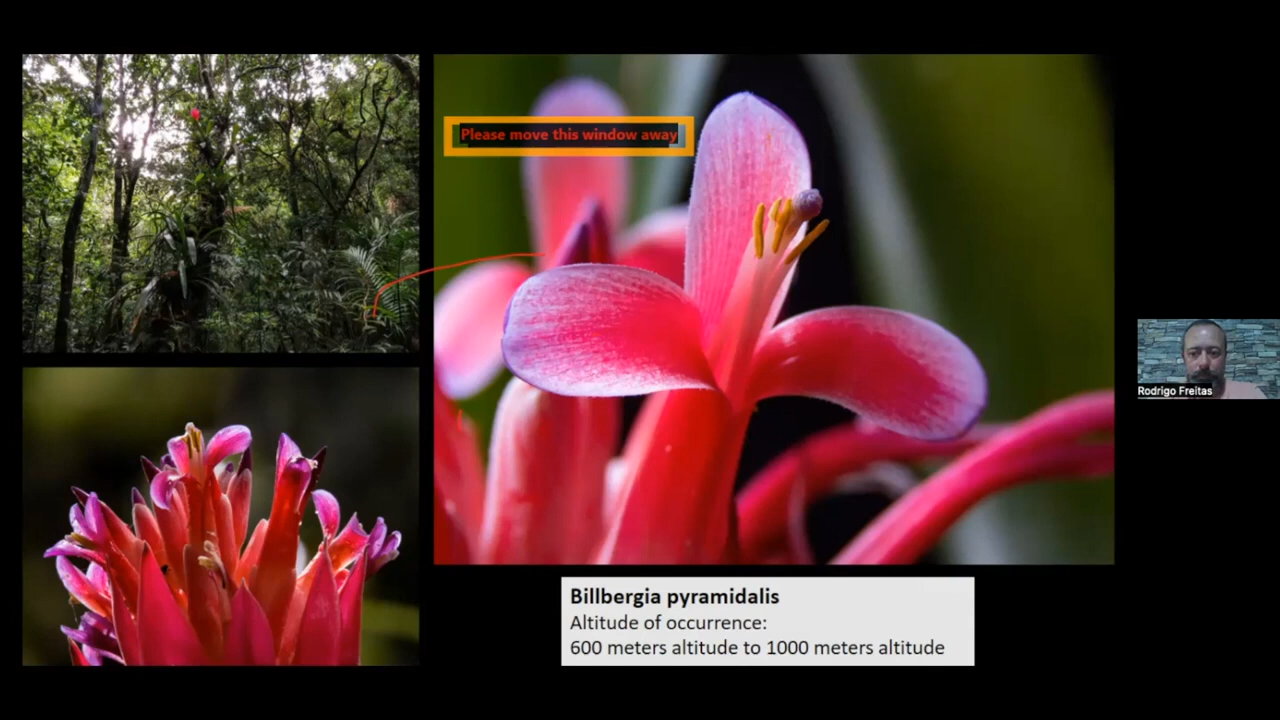 Please move this window away
Rodrigo Freitas
Billbergia pyramidalis
Altitude of occurrence:
600 meters altitude to 1000 meters altitude